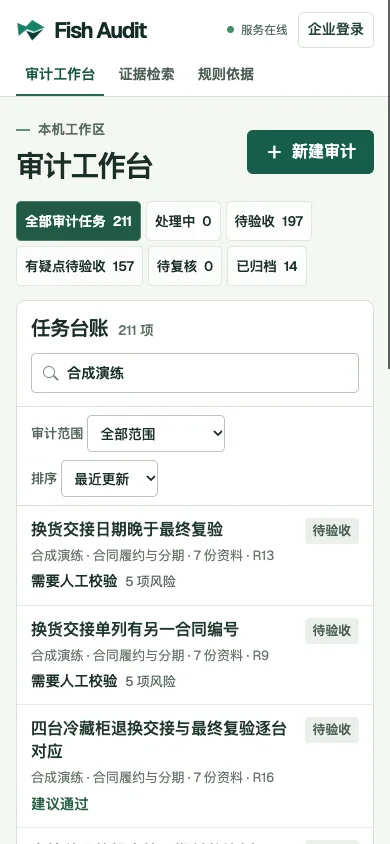 Fish Audit
服务在线
企业登录
审计工作台 证据检索 规则依据
本机工作区
审计工作台
+ 新建审计
全部审计任务 211 处理中 0 待验收 197
有疑点待验收 157 待复核 0 已归档 14
任务台账 211 项
合成演练
审计范围 全部范围
排序 最近更新
换货交接日期晚于最终复验 待验收
合成演练 · 合同履约与分期 · 7 份资料 · R13
需要人工校验 5 项风险
换货交接单列有另一合同编号 待验收
合成演练 · 合同履约与分期 · 7 份资料 · R9
需要人工校验 5 项风险
四台冷藏柜退换交接与最终复验逐台 待验收
对应
合成演练 · 合同履约与分期 · 7 份资料 · R16
建议通过